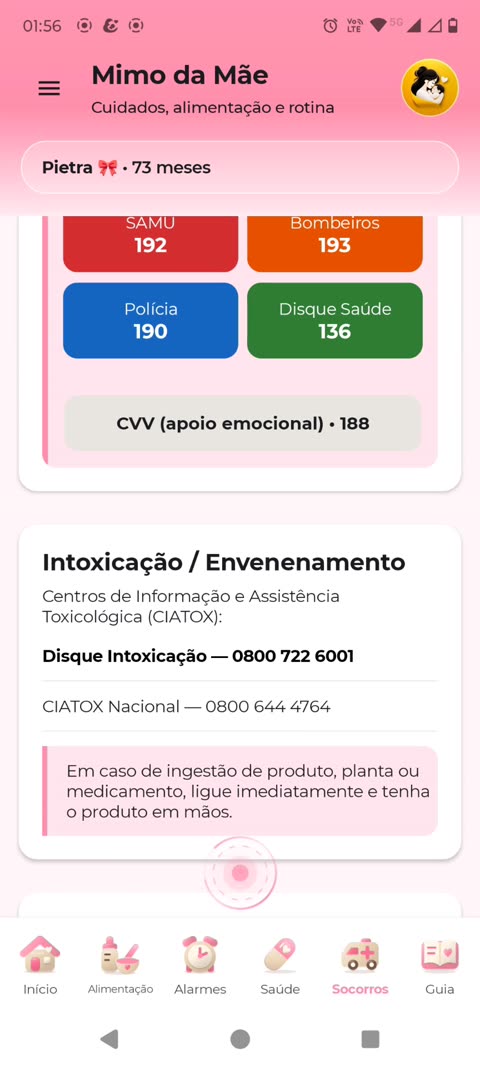 01:56
Vo))
LTE
5G
Mimo da Mãe
Cuidados, alimentação e rotina
Pietra 🎀 • 73 meses
SAMU
192
Bombeiros
193
Polícia
190
Disque Saúde
136
CVV (apoio emocional) • 188
Intoxicação / Envenenamento
Centros de Informação e Assistência
Toxicológica (CIATOX):
Disque Intoxicação — 0800 722 6001
CIATOX Nacional — 0800 644 4764
Em caso de ingestão de produto, planta ou
medicamento, ligue imediatamente e tenha
o produto em mãos.
Início
Alimentação
Alarmes
Saúde
Socorros
Guia